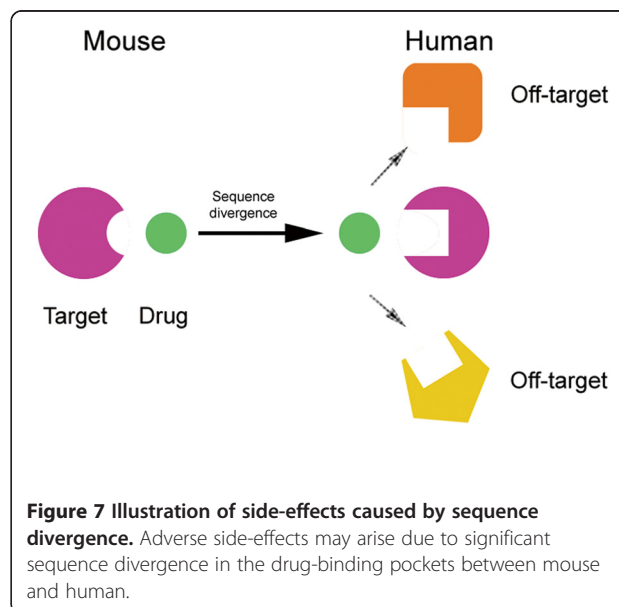 Mouse Human
Off-target
Sequence
divergence
Target Drug
Off-target
Figure 7 Illustration of side-effects caused by sequence
divergence. Adverse side-effects may arise due to significant
sequence divergence in the drug-binding pockets between mouse
and human.